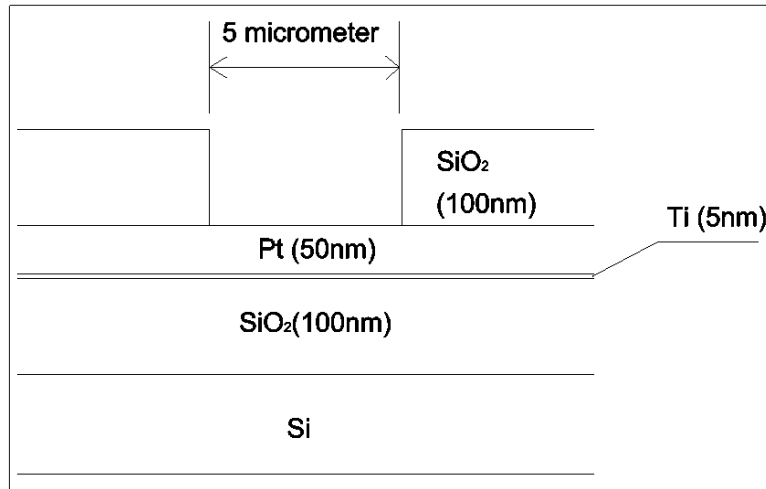 5 micrometer
SiO₂
(100nm)
Ti (5nm)
Pt (50nm)
SiO₂(100nm)
Si